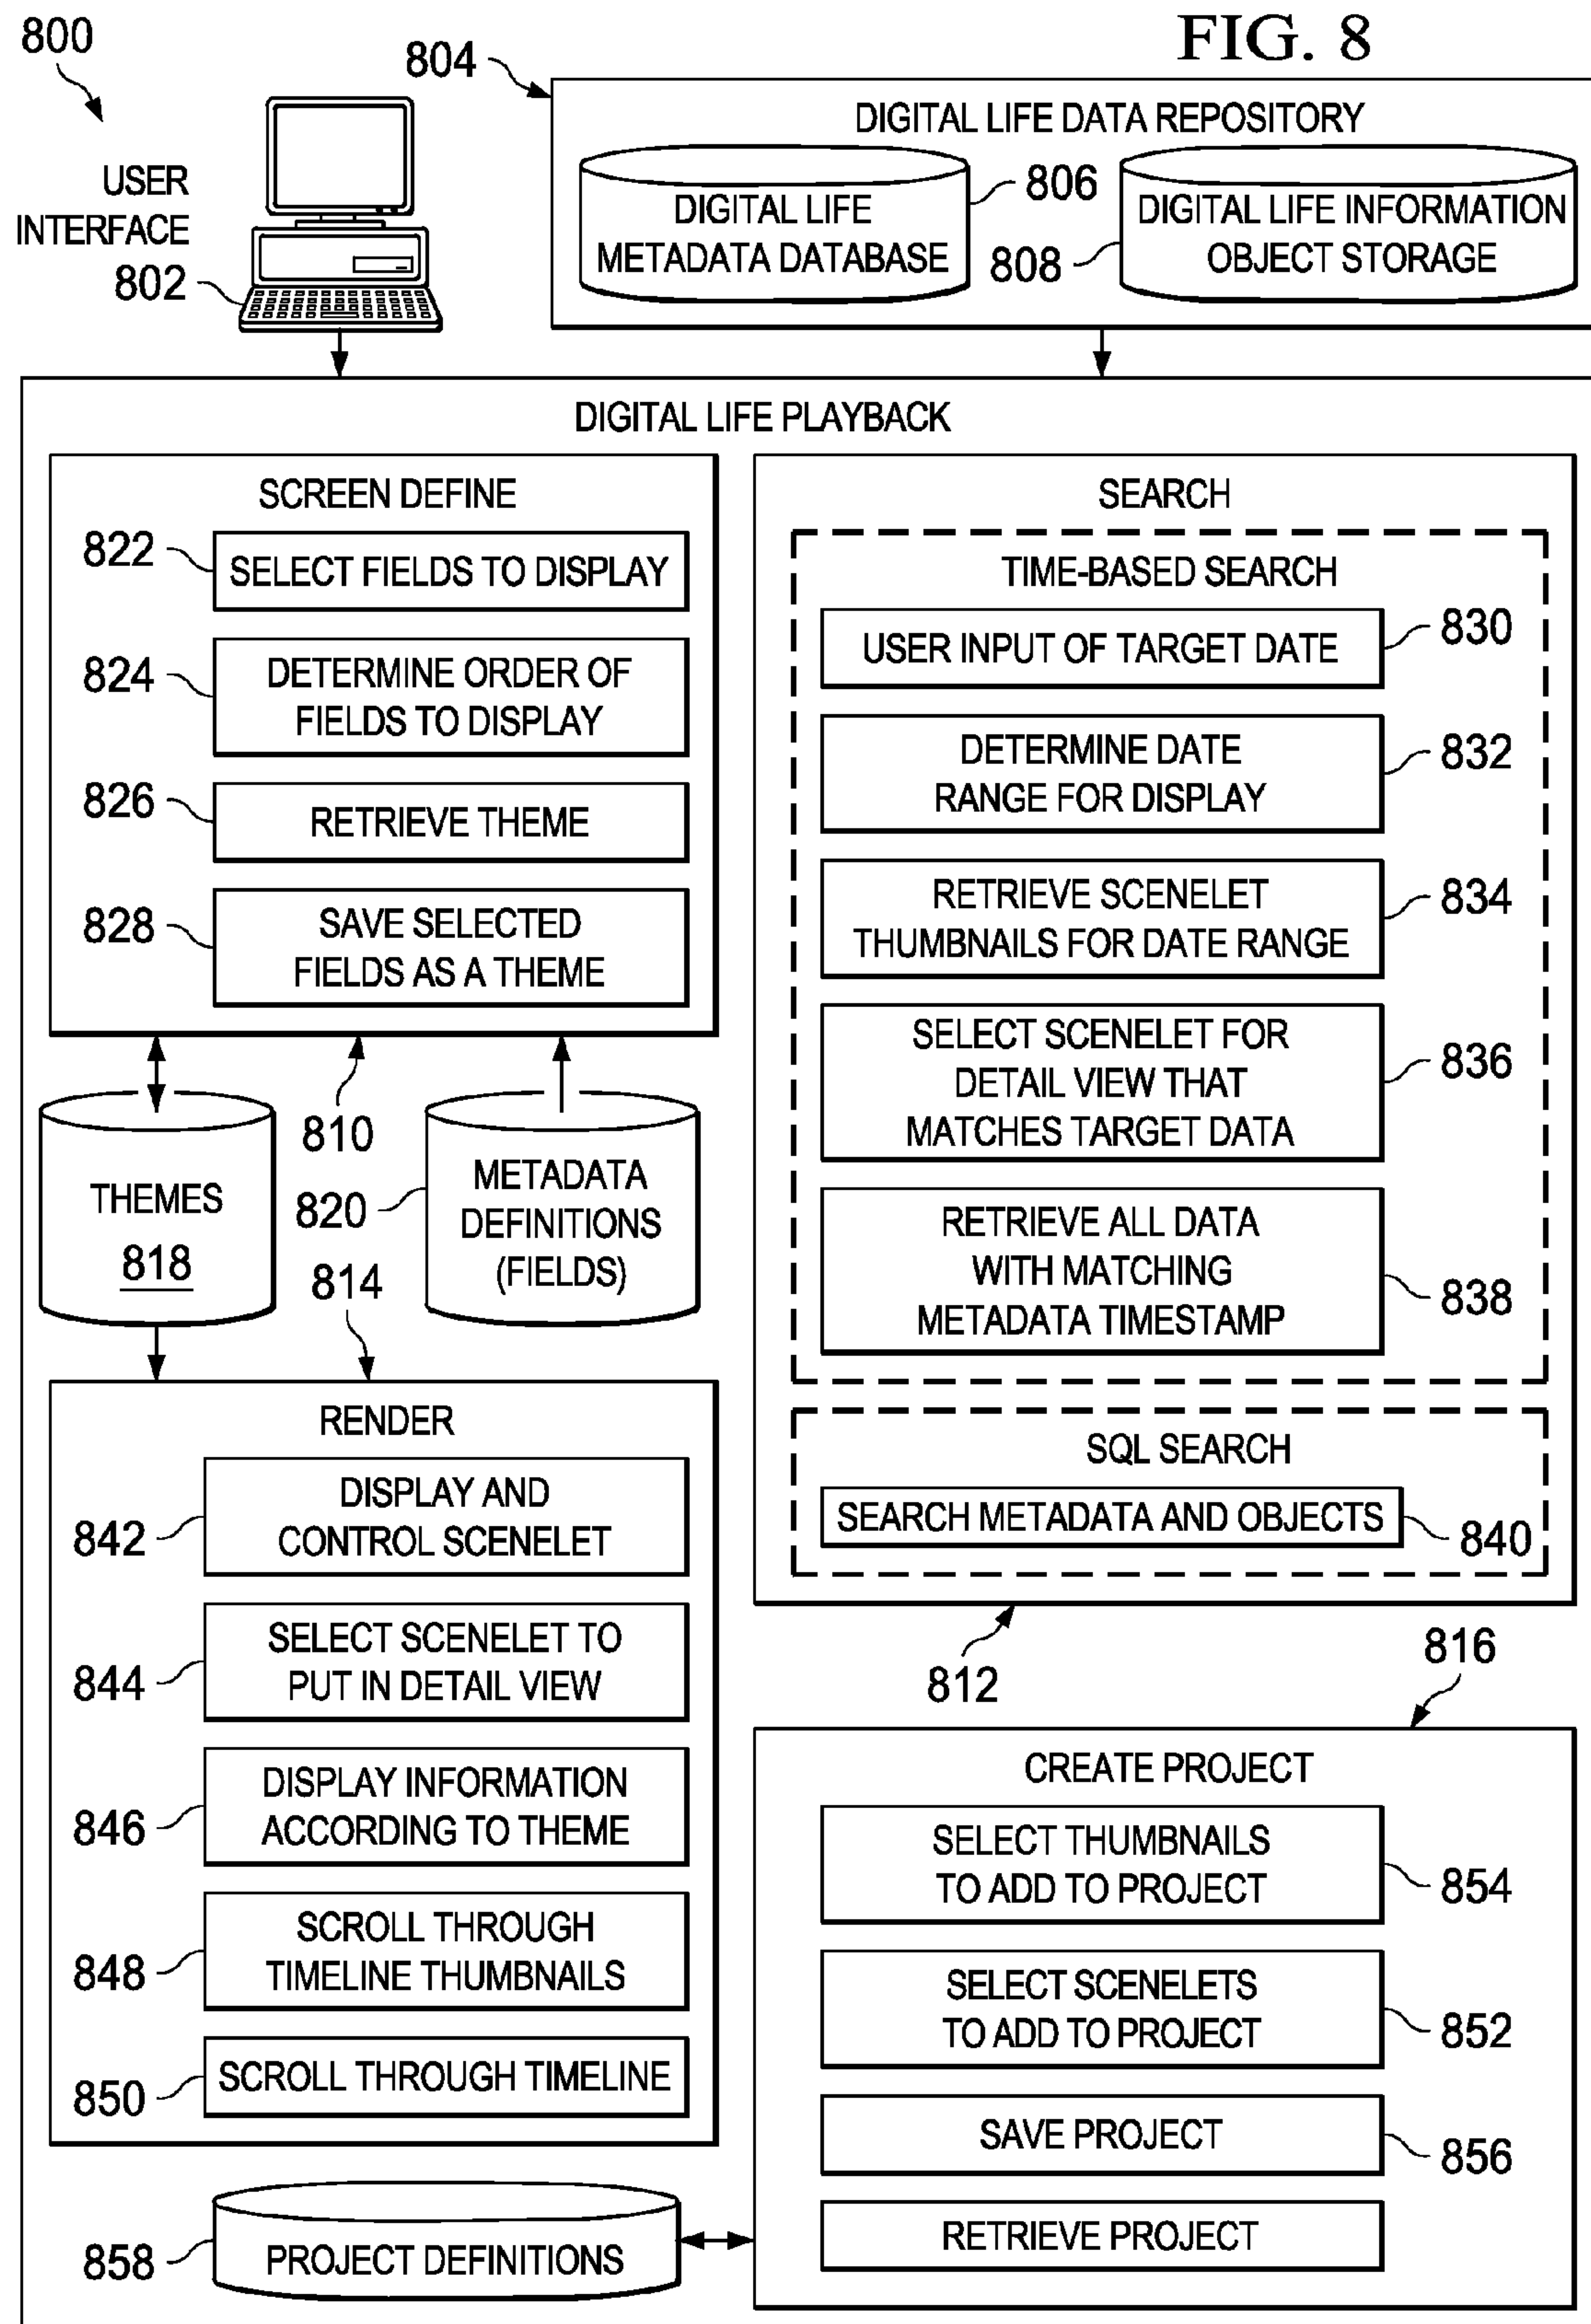 FIG. 8
800
804
USER
INTERFACE
802
DIGITAL LIFE DATA REPOSITORY
DIGITAL LIFE
METADATA DATABASE
806
808
DIGITAL LIFE INFORMATION
OBJECT STORAGE
DIGITAL LIFE PLAYBACK
SCREEN DEFINE
822
SELECT FIELDS TO DISPLAY
824
DETERMINE ORDER OF
FIELDS TO DISPLAY
826
RETRIEVE THEME
828
SAVE SELECTED
FIELDS AS A THEME
810
THEMES
818
820
METADATA
DEFINITIONS
(FIELDS)
814
RENDER
842
DISPLAY AND
CONTROL SCENELET
844
SELECT SCENELET TO
PUT IN DETAIL VIEW
846
DISPLAY INFORMATION
ACCORDING TO THEME
848
SCROLL THROUGH
TIMELINE THUMBNAILS
850
SCROLL THROUGH TIMELINE
858
PROJECT DEFINITIONS
SEARCH
TIME-BASED SEARCH
USER INPUT OF TARGET DATE
830
DETERMINE DATE
RANGE FOR DISPLAY
832
RETRIEVE SCENELET
THUMBNAILS FOR DATE RANGE
834
SELECT SCENELET FOR
DETAIL VIEW THAT
MATCHES TARGET DATA
836
RETRIEVE ALL DATA
WITH MATCHING
METADATA TIMESTAMP
838
SQL SEARCH
SEARCH METADATA AND OBJECTS
840
812
816
CREATE PROJECT
SELECT THUMBNAILS
TO ADD TO PROJECT
854
SELECT SCENELETS
TO ADD TO PROJECT
852
SAVE PROJECT
856
RETRIEVE PROJECT